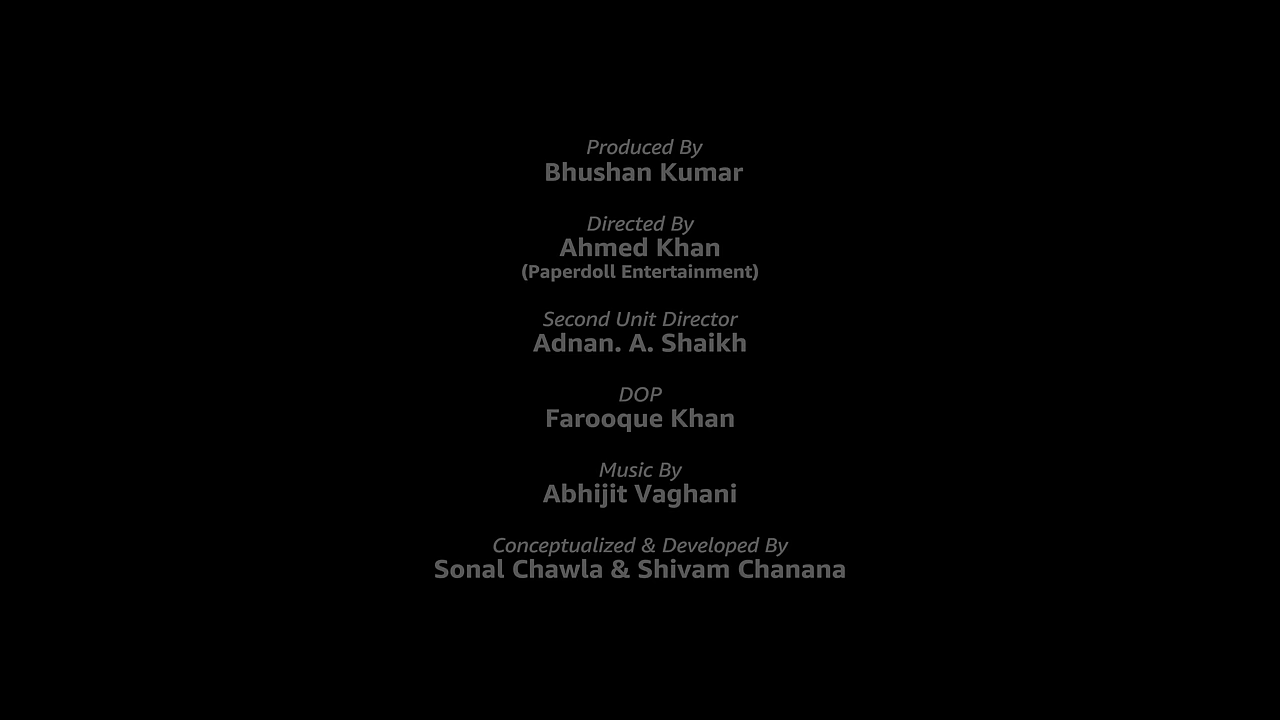 Produced By
Bhushan Kumar
Directed By
Ahmed Khan
(Paperdoll Entertainment)
Second Unit Director
Adnan. A. Shaikh
DOP
Farooque Khan
Music By
Abhijit Vaghani
Conceptualized & Developed By
Sonal Chawla & Shivam Chanana